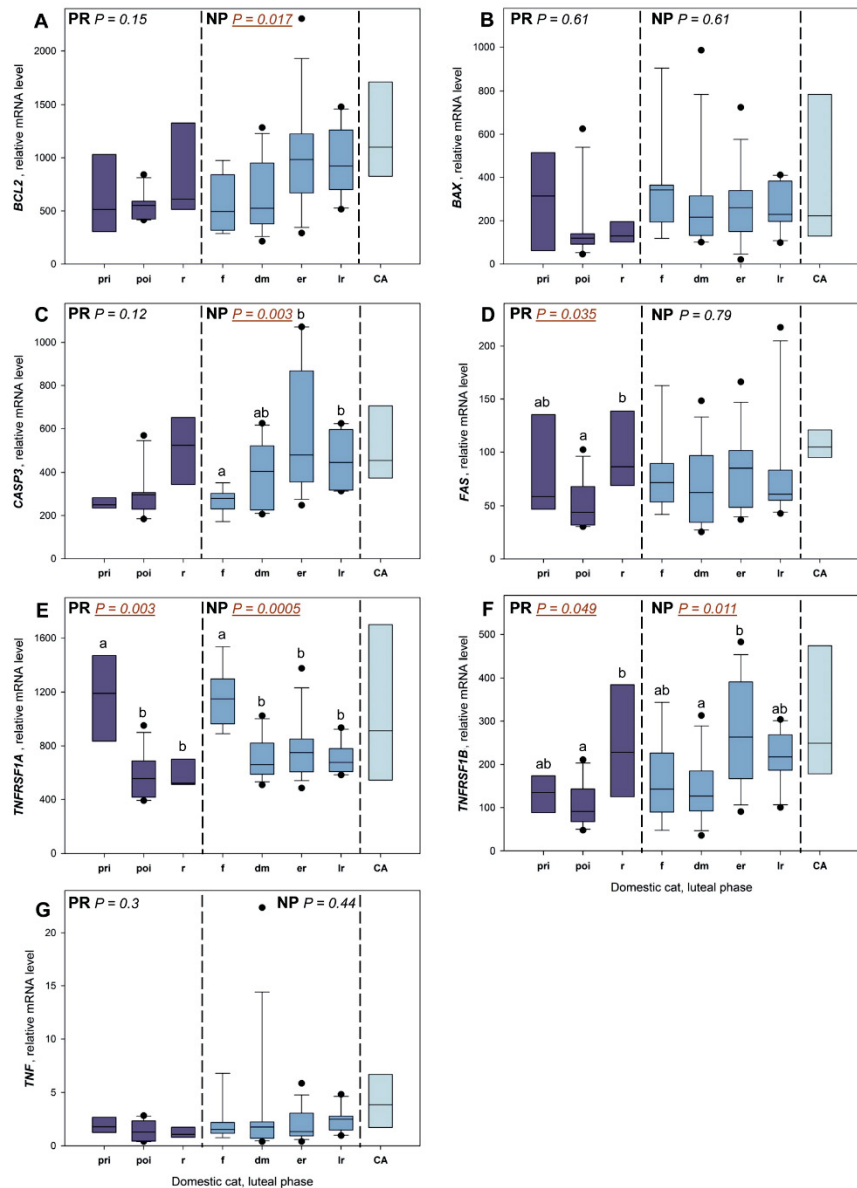 A PR P = 0.15 NP P = 0.017
2000
1500
1000
500
0
BCL2 , relative mRNA level
pri poi r f dm er lr CA
B PR P = 0.61 NP P = 0.61
1000
800
600
400
200
0
BAX , relative mRNA level
pri poi r f dm er lr CA
C PR P = 0.12 NP P = 0.003
1000
800
600
400
200
0
CASP3, relative mRNA level
a ab b b
pri poi r f dm er lr CA
D PR P = 0.035 NP P = 0.79
200
150
100
50
0
FAS, relative mRNA level
ab a b
pri poi r f dm er lr CA
E PR P = 0.003 NP P = 0.0005
1600
1200
800
400
0
TNFRSF1A, relative mRNA level
a b b a b b b
pri poi r f dm er lr CA
F PR P = 0.049 NP P = 0.011
500
400
300
200
100
0
TNFRSF1B, relative mRNA level
ab a b ab a b ab
pri poi r f dm er lr CA
Domestic cat, luteal phase
G PR P = 0.3 NP P = 0.44
20
15
10
5
0
TNF , relative mRNA level
pri poi r f dm er lr CA
Domestic cat, luteal phase